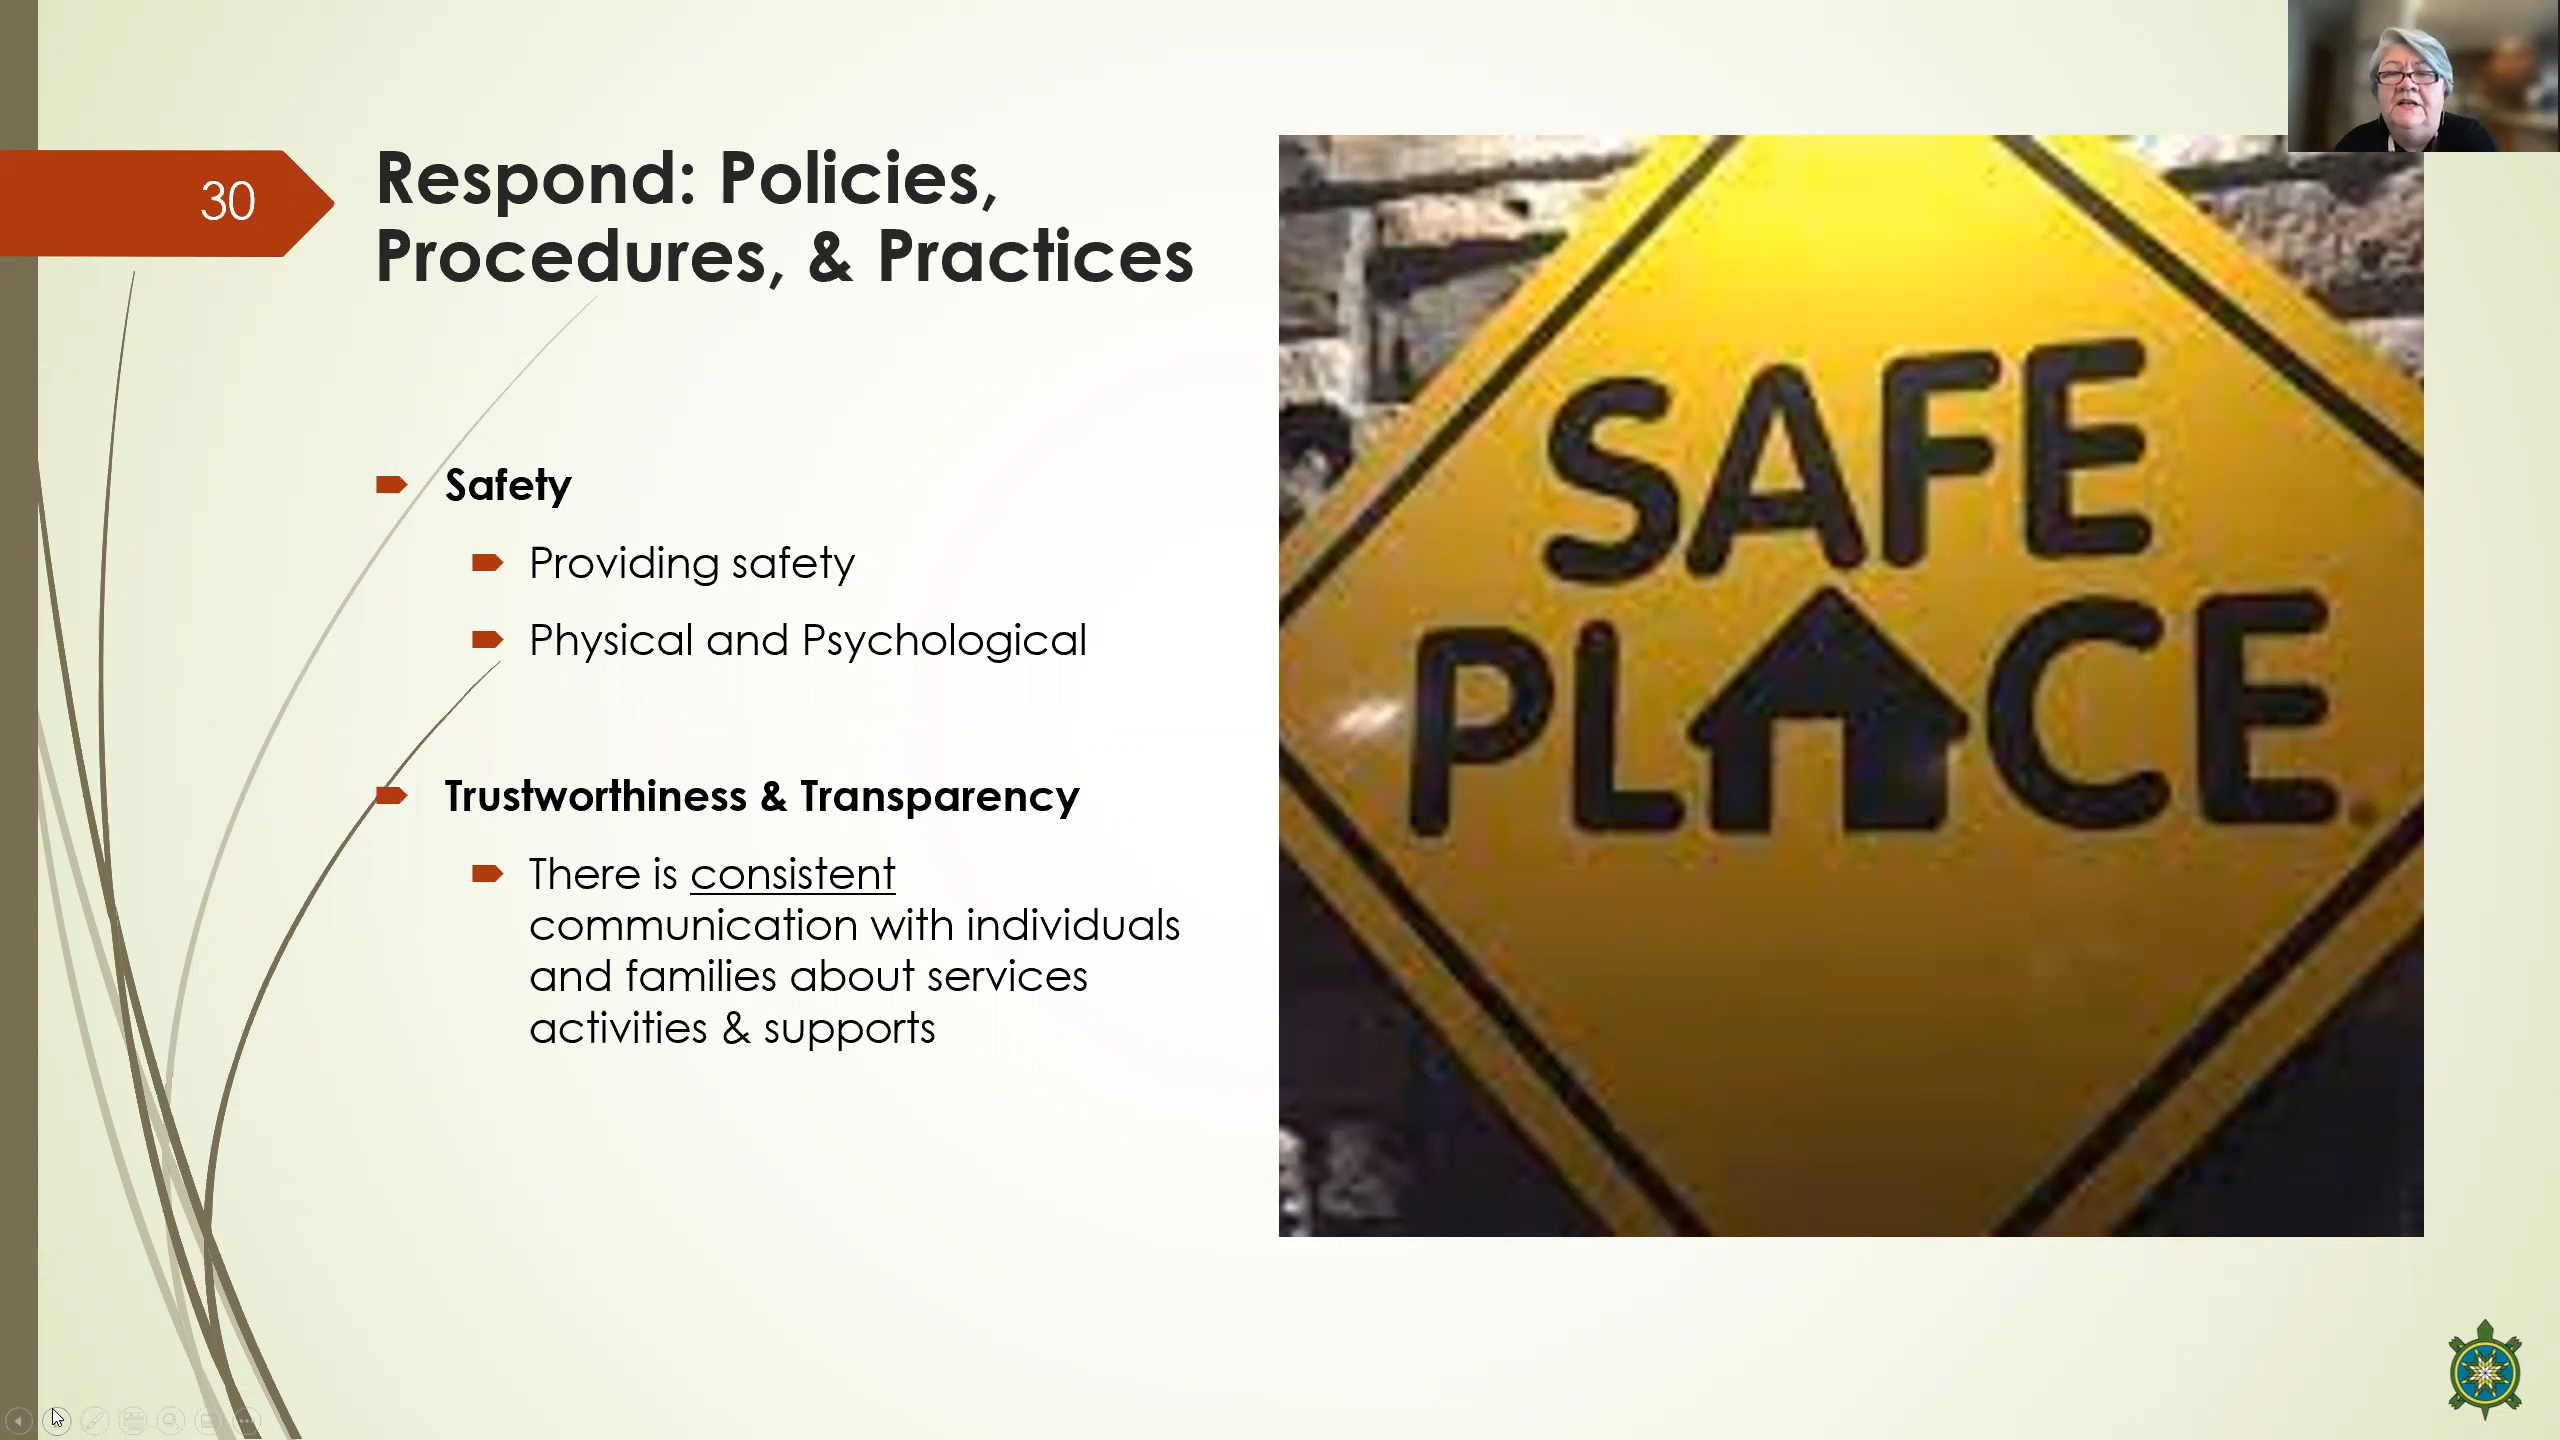 30
Respond: Policies,
Procedures, & Practices
Safety
Providing safety
Physical and Psychological
Trustworthiness & Transparency
There is consistent
communication with individuals
and families about services
activities & supports
SAFE
PLACE